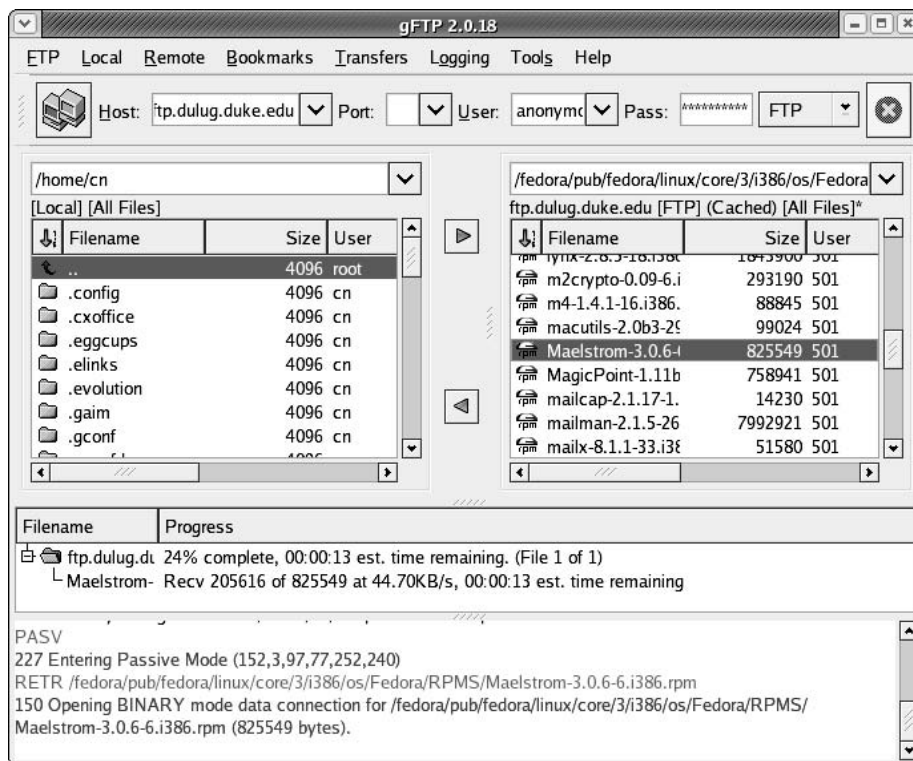 gFTP 2.0.18
FTP Local Remote Bookmarks Transfers Logging Tools Help
Host: ftp.dulug.duke.edu Port: User: anonymo Pass: ********** FTP
/home/cn
[Local] [All Files]
Filename Size User
.. 4096 root
.config 4096 cn
.cxoffice 4096 cn
.eggcups 4096 cn
.elinks 4096 cn
.evolution 4096 cn
.gaim 4096 cn
.gconf 4096 cn
/fedora/pub/fedora/linux/core/3/i386/os/Fedora
ftp.dulug.duke.edu [FTP] (Cached) [All Files]*
Filename Size User
lynx-2.8.5-18.i386 1843900 501
m2crypto-0.09-6.i 293190 501
m4-1.4.1-16.i386. 88845 501
macutils-2.0b3-29 99024 501
Maelstrom-3.0.6-( 825549 501
MagicPoint-1.11b 758941 501
mailcap-2.1.17-1. 14230 501
mailman-2.1.5-26 7992921 501
mailx-8.1.1-33.i38 51580 501
Filename Progress
ftp.dulug.du 24% complete, 00:00:13 est. time remaining. (File 1 of 1)
Maelstrom- Recv 205616 of 825549 at 44.70KB/s, 00:00:13 est. time remaining
PASV
227 Entering Passive Mode (152,3,97,77,252,240)
RETR /fedora/pub/fedora/linux/core/3/i386/os/Fedora/RPMS/Maelstrom-3.0.6-6.i386.rpm
150 Opening BINARY mode data connection for /fedora/pub/fedora/linux/core/3/i386/os/Fedora/RPMS/
Maelstrom-3.0.6-6.i386.rpm (825549 bytes).